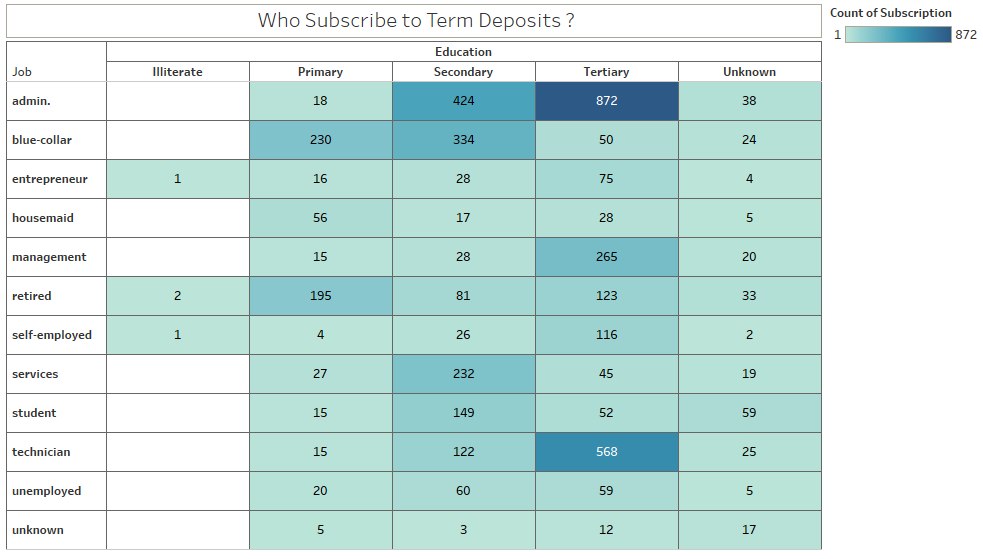 Who Subscribe to Term Deposits ?
Count of Subscription
1 872
Education
Job Illiterate Primary Secondary Tertiary Unknown
admin. 18 424 872 38
blue-collar 230 334 50 24
entrepreneur 1 16 28 75 4
housemaid 56 17 28 5
management 15 28 265 20
retired 2 195 81 123 33
self-employed 1 4 26 116 2
services 27 232 45 19
student 15 149 52 59
technician 15 122 568 25
unemployed 20 60 59 5
unknown 5 3 12 17